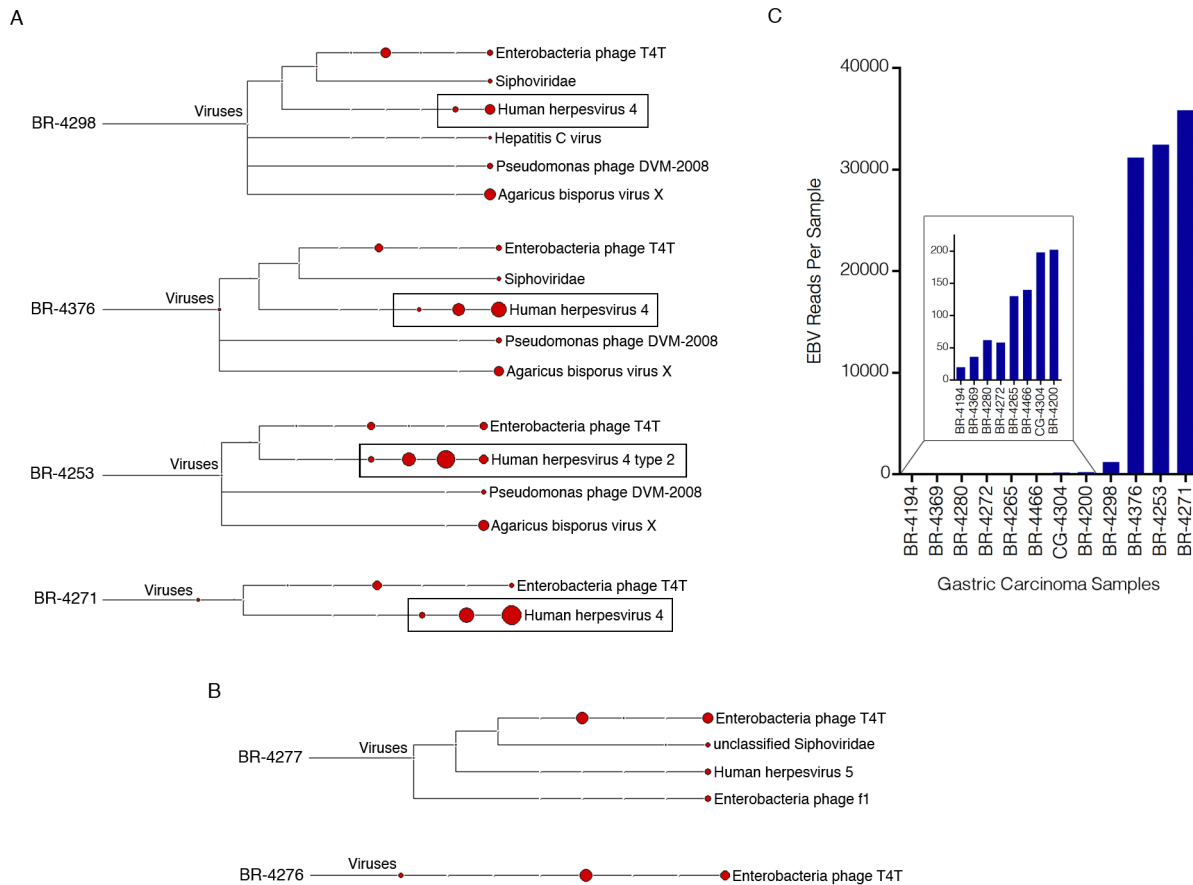 A
BR-4298
Viruses
Enterobacteria phage T4T
Siphoviridae
Human herpesvirus 4
Hepatitis C virus
Pseudomonas phage DVM-2008
Agaricus bisporus virus X
BR-4376
Viruses
Enterobacteria phage T4T
Siphoviridae
Human herpesvirus 4
Pseudomonas phage DVM-2008
Agaricus bisporus virus X
BR-4253
Viruses
Enterobacteria phage T4T
Human herpesvirus 4 type 2
Pseudomonas phage DVM-2008
Agaricus bisporus virus X
BR-4271
Viruses
Enterobacteria phage T4T
Human herpesvirus 4
B
BR-4277
Viruses
Enterobacteria phage T4T
unclassified Siphoviridae
Human herpesvirus 5
Enterobacteria phage f1
BR-4276
Viruses
Enterobacteria phage T4T
C
EBV Reads Per Sample
40000
30000
20000
10000
0
200
150
100
50
0
BR-4194
BR-4369
BR-4280
BR-4272
BR-4265
BR-4466
CG-4304
BR-4200
BR-4194
BR-4369
BR-4280
BR-4272
BR-4265
BR-4466
CG-4304
BR-4200
BR-4298
BR-4376
BR-4253
BR-4271
Gastric Carcinoma Samples